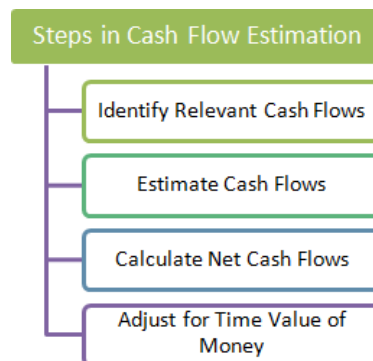 Steps in Cash Flow Estimation
Identify Relevant Cash Flows
Estimate Cash Flows
Calculate Net Cash Flows
Adjust for Time Value of
Money